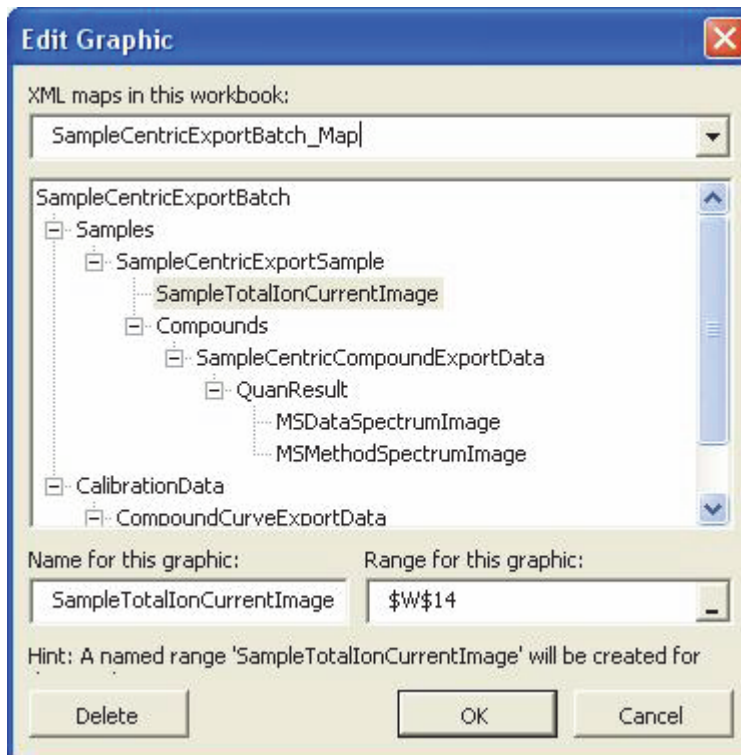 Edit Graphic
XML maps in this workbook:
SampleCentricExportBatch_Map
SampleCentricExportBatch
Samples
SampleCentricExportSample
SampleTotalIonCurrentImage
Compounds
SampleCentricCompoundExportData
QuanResult
MSDataSpectrumImage
MSMethodSpectrumImage
CalibrationData
CompoundCurveExportData
Name for this graphic: Range for this graphic:
SampleTotalIonCurrentImage $W$14
Hint: A named range 'SampleTotalIonCurrentImage' will be created for
Delete OK Cancel